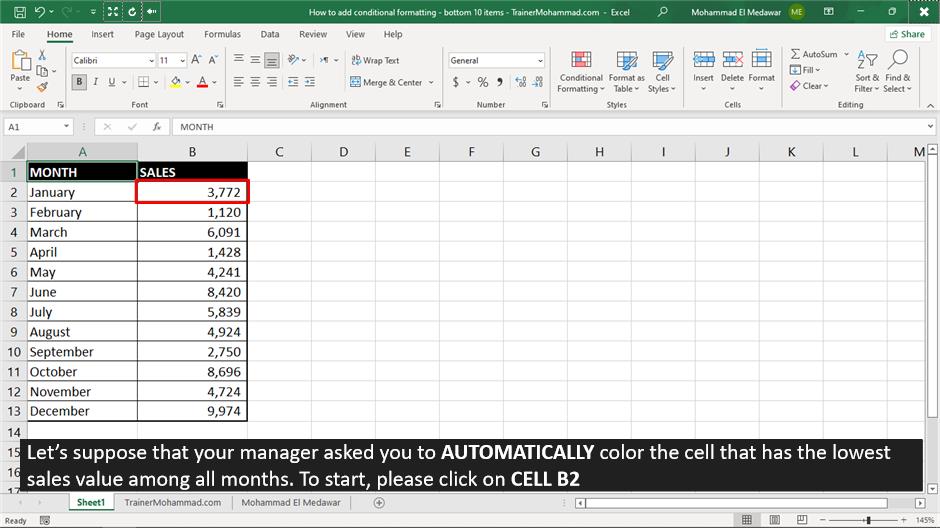 How to add conditional formatting - bottom 10 items - TrainerMohammad.com - Excel
Mohammad El Medawar ME
File Home Insert Page Layout Formulas Data Review View Help Share
Paste
Clipboard
Calibri 11
B I U
Font
Wrap Text
Merge & Center
Alignment
General
$ % ,
Number
Conditional Formatting
Format as Table
Cell Styles
Styles
Insert Delete Format
Cells
AutoSum
Fill
Clear
Sort & Filter
Find & Select
Editing
A1 fx MONTH
A B C D E F G H I J K L M
1 MONTH SALES
2 January 3,772
3 February 1,120
4 March 6,091
5 April 1,428
6 May 4,241
7 June 8,420
8 July 5,839
9 August 4,924
10 September 2,750
11 October 8,696
12 November 4,724
13 December 9,974
14
Let’s suppose that your manager asked you to AUTOMATICALLY color the cell that has the lowest
sales value among all months. To start, please click on CELL B2
Sheet1 TrainerMohammad.com Mohammad El Medawar
Ready 145%